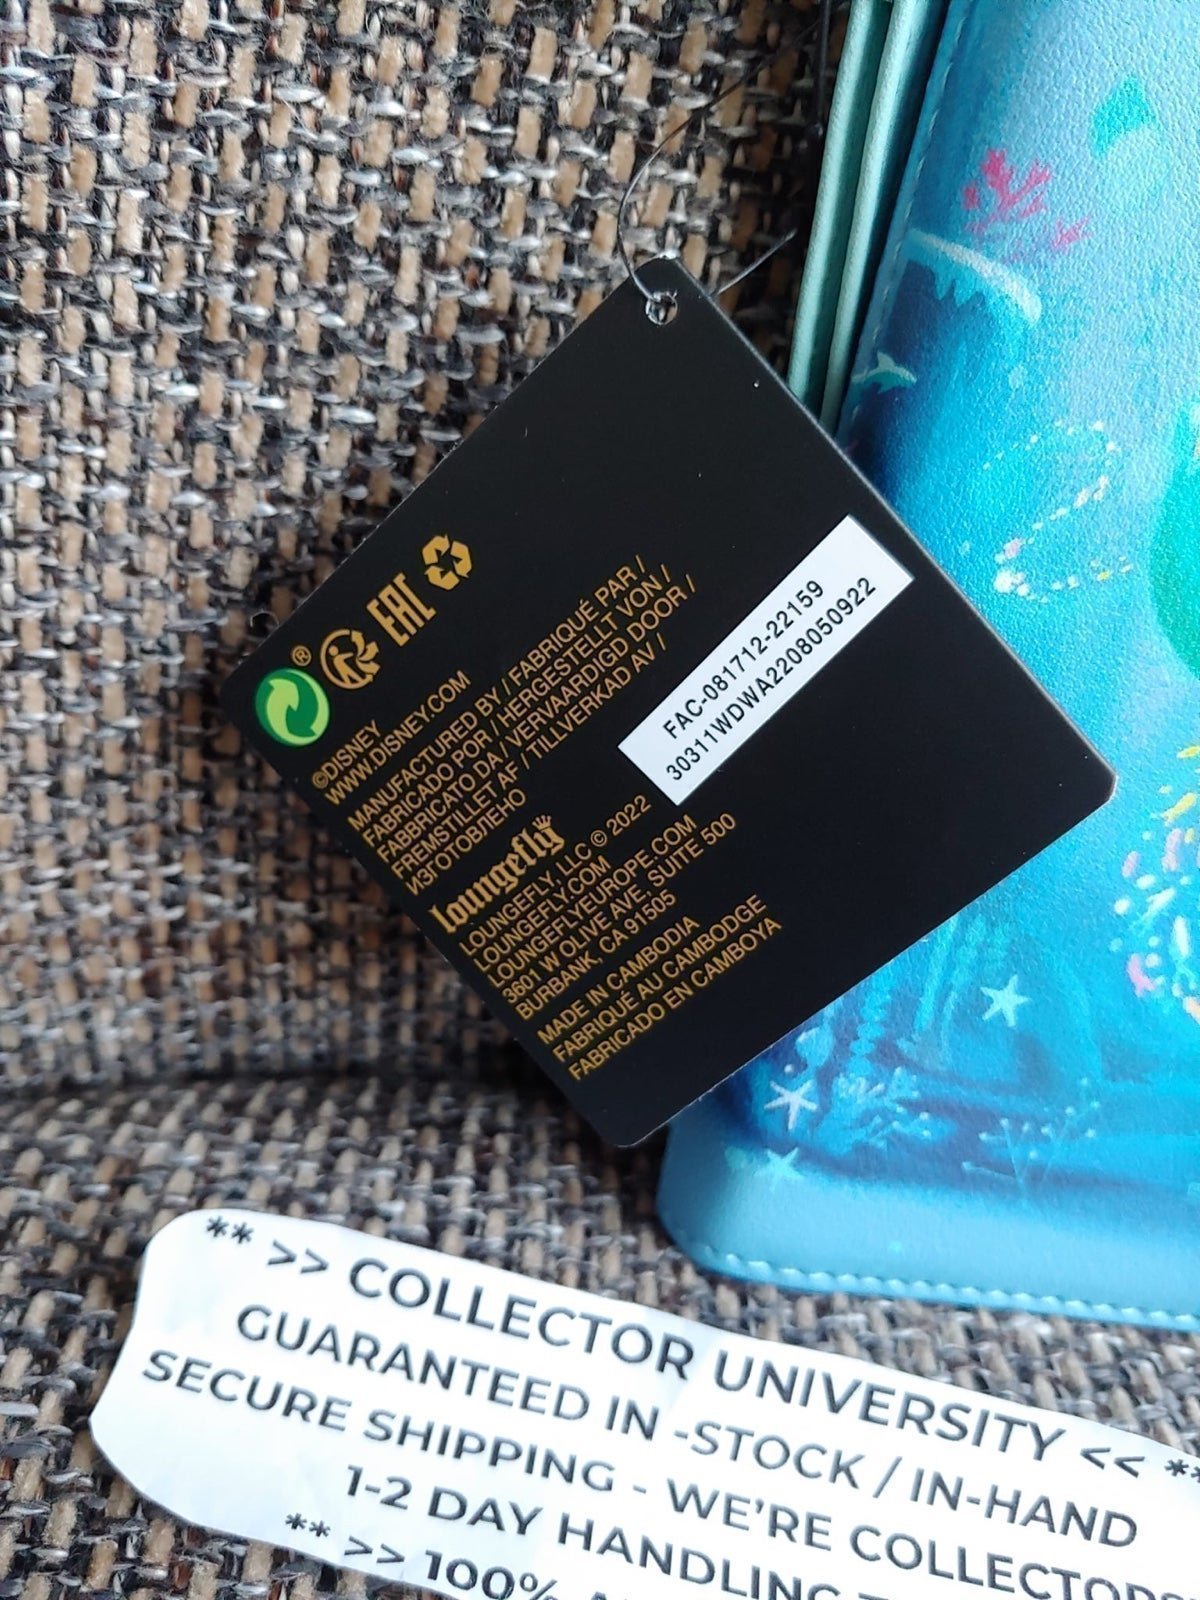 ®
EAC
©DISNEY
WWW.DISNEY.COM
MANUFACTURED BY / FABRIQUÉ PAR /
FABRICADO POR / HERGESTELLT VON /
FABBRICATO DA / VERVAARDIGD DOOR /
FREMSTILLET AF / TILLVERKAD AV /
ИЗГОТОВЛЕНО
loungefly
LOUNGEFLY, LLC © 2022
LOUNGEFLY.COM
LOUNGEFLYEUROPE.COM
3601 W OLIVE AVE. SUITE 500
BURBANK, CA 91505
MADE IN CAMBODIA
FABRIQUÉ AU CAMBODGE
FABRICADO EN CAMBOYA
FAC-081712-22159
30311WDWA2208050922
** >> COLLECTOR UNIVERSITY << **
GUARANTEED IN -STOCK / IN-HAND
SECURE SHIPPING - WE'RE COLLECTORS
1-2 DAY HANDLING
** >> 100%